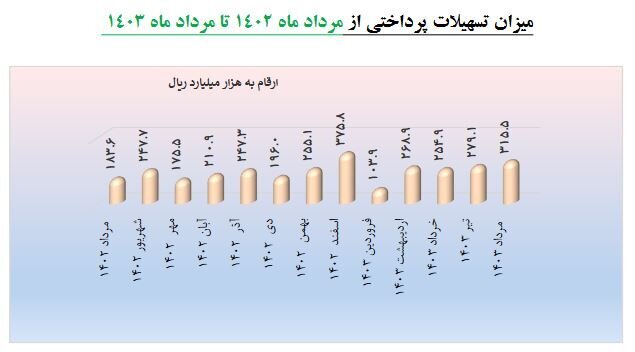 میزان تسهیلات پرداختی از مرداد ماه ۱۴۰۲ تا مرداد ماه ۱۴۰۳
ارقام به هزار میلیارد ریال
۱۸۳.۶
۲۴۷.۷
۱۷۵.۵
۲۱۰.۹
۲۴۷.۳
۱۹۶.۰
۲۵۵.۱
۳۷۵.۸
۱۰۳.۹
۲۶۸.۹
۲۵۴.۹
۲۷۹.۱
۳۱۵.۵
مرداد ۱۴۰۲
شهریور ۱۴۰۲
مهر ۱۴۰۲
آبان ۱۴۰۲
آذر ۱۴۰۲
دی ۱۴۰۲
بهمن ۱۴۰۲
اسفند ۱۴۰۲
فروردین ۱۴۰۳
اردیبهشت ۱۴۰۳
خرداد ۱۴۰۳
تیر ۱۴۰۳
مرداد ۱۴۰۳